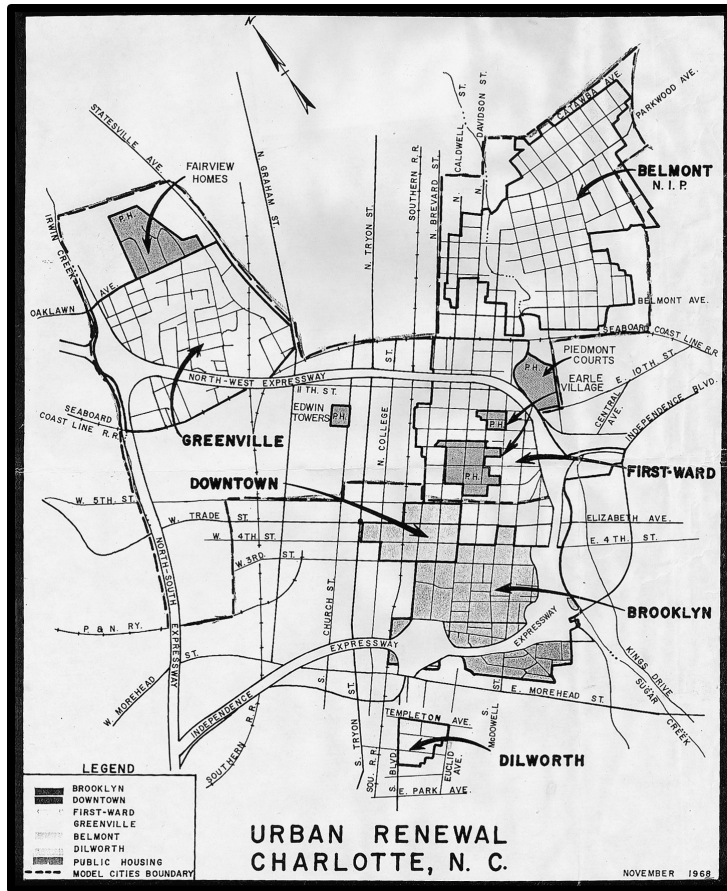 N
STATESVILLE AVE.
FAIRVIEW
HOMES
P.H.
IRWIN CREEK
OAKLAWN AVE.
N. GRAHAM ST.
N. TRYON ST.
SOUTHERN R.R.
N. BREVARD ST.
N. CALDWELL ST.
N. DAVIDSON ST.
CATAWBA AVE.
PARKWOOD AVE.
BELMONT
N.I.P.
BELMONT AVE.
SEABOARD COAST LINE R.R.
PIEDMONT
COURTS
P.H.
EARLE
VILLAGE
E. 10TH ST.
CENTRAL
AVE.
INDEPENDENCE BLVD.
NORTH-WEST EXPRESSWAY
11TH. ST.
EDWIN
TOWERS
P.H.
N. COLLEGE ST.
P.H.
P.H.
SEABOARD
COAST LINE R.R.
GREENVILLE
FIRST-WARD
DOWNTOWN
W. 5TH. ST.
W. TRADE ST.
W. 4TH ST.
W. 3RD. ST.
ELIZABETH AVE.
E. 4TH. ST.
NORTH-SOUTH EXPRESSWAY
P. & N. RY.
CHURCH ST.
S.
BROOKLYN
INDEPENDENCE EXPRESSWAY
EXPRESSWAY
KINGS DRIVE
SUGAR CREEK
W. MOREHEAD ST.
E. MOREHEAD ST.
SOUTHERN R.R.
S. TRYON ST.
SOU. R.R.
S. BLVD.
TEMPLETON AVE.
EUCLID
AVE.
S. McDOWELL ST.
E. PARK AVE.
DILWORTH
LEGEND
BROOKLYN
DOWNTOWN
FIRST-WARD
GREENVILLE
BELMONT
DILWORTH
PUBLIC HOUSING
MODEL CITIES BOUNDARY
URBAN RENEWAL
CHARLOTTE, N. C.
NOVEMBER 1968